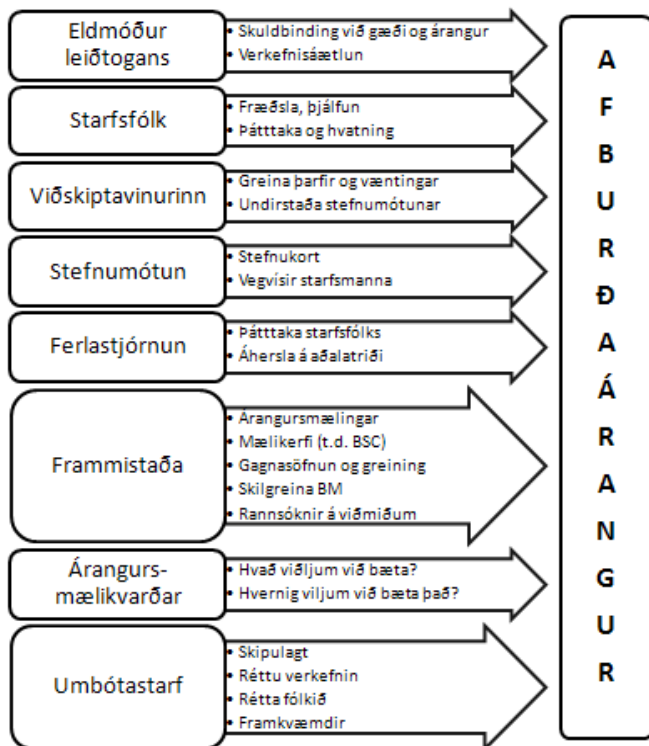 Eldmóður
leiðtogans
• Skuldbinding við gæði og árangur
• Verkefnisáætlun
Starfsfólk
• Fræðsla, þjálfun
• Þátttaka og hvatning
Viðskiptavinurinn
• Greina þarfir og væntingar
• Undirstaða stefnumótunar
Stefnumótun
• Stefnukort
• Vegvísir starfsmanna
Ferlastjórnun
• Þátttaka starfsfólks
• Áhersla á aðalatriði
Frammistaða
• Árangursmælingar
• Mælikerfi (t.d. BSC)
• Gagnasöfnun og greining
• Skilgreina BM
• Rannsóknir á viðmiðum
Árangurs-
mælikvarðar
• Hvað viðljum við bæta?
• Hvernig viljum við bæta það?
Umbótastarf
• Skipulagt
• Réttu verkefnin
• Rétta fólkið
• Framkvæmdir
A
F
B
U
R
Ð
A
Á
R
A
N
G
U
R